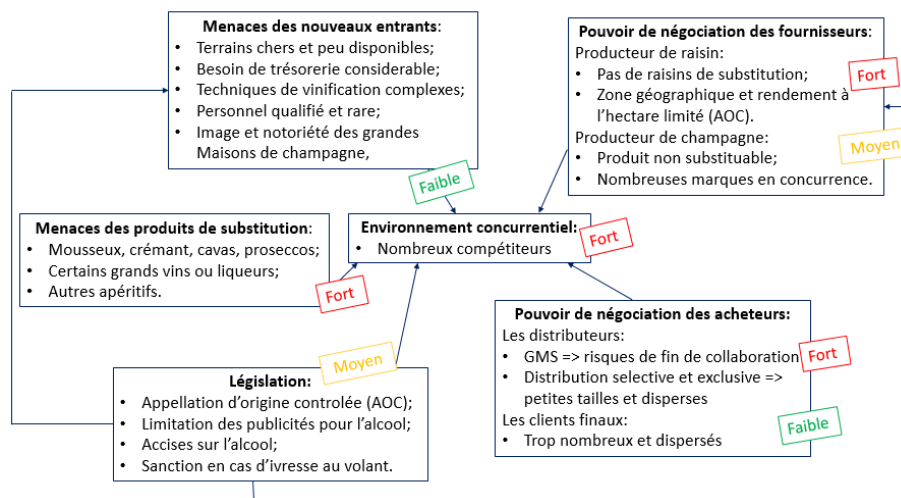 Menaces des nouveaux entrants:
• Terrains chers et peu disponibles;
• Besoin de trésorerie considerable;
• Techniques de vinification complexes;
• Personnel qualifié et rare;
• Image et notoriété des grandes
Maisons de champagne,
Faible
Pouvoir de négociation des fournisseurs:
Producteur de raisin:
• Pas de raisins de substitution;
• Zone géographique et rendement à
l'hectare limité (AOC).
Fort
Producteur de champagne:
• Produit non substituable;
• Nombreuses marques en concurrence.
Moyen
Menaces des produits de substitution:
• Mousseux, crémant, cavas, proseccos;
• Certains grands vins ou liqueurs;
• Autres apéritifs.
Fort
Environnement concurrentiel:
• Nombreux compétiteurs
Fort
Législation:
• Appellation d'origine controlée (AOC);
• Limitation des publicités pour l'alcool;
• Accises sur l'alcool;
• Sanction en cas d'ivresse au volant.
Moyen
Pouvoir de négociation des acheteurs:
Les distributeurs:
• GMS => risques de fin de collaboration
• Distribution selective et exclusive =>
petites tailles et disperses
Fort
Les clients finaux:
• Trop nombreux et dispersés
Faible